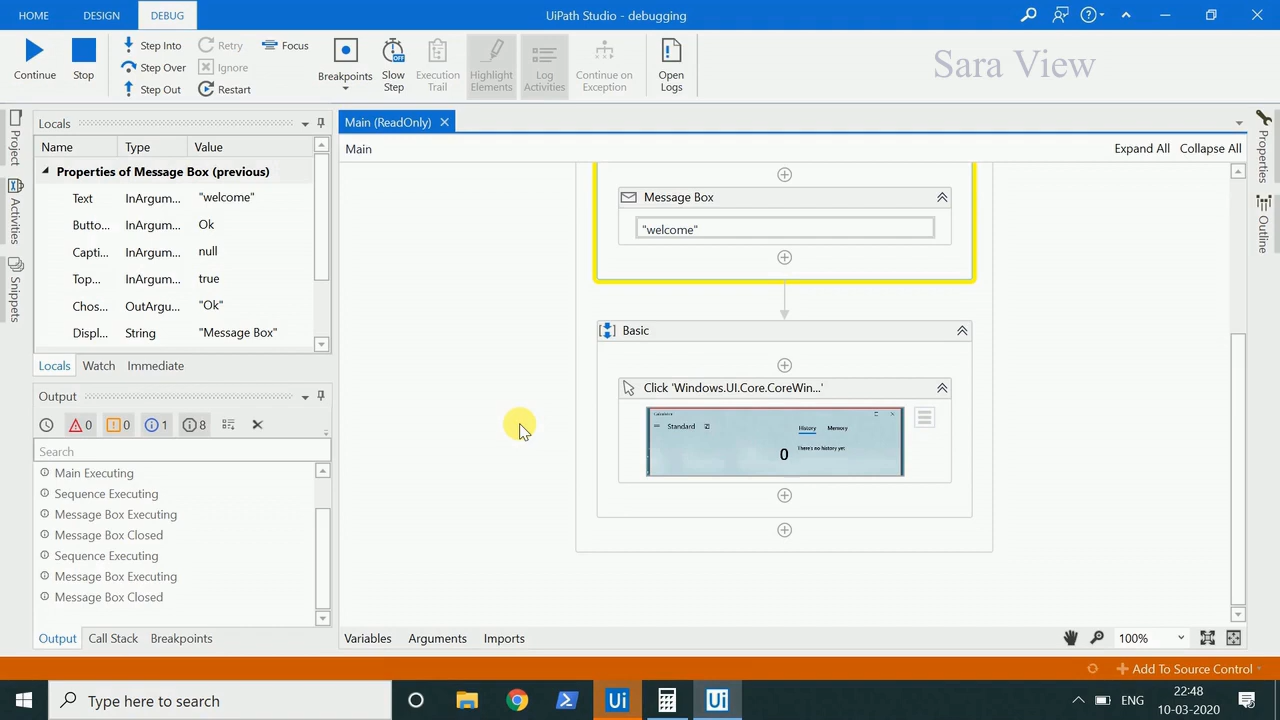 HOME
DESIGN
DEBUG
UiPath Studio - debugging
Continue
Stop
Step Into
Step Over
Step Out
Retry
Ignore
Restart
Focus
Breakpoints
Slow
Step
Execution
Trail
Highlight
Elements
Log
Activities
Continue on
Exception
Open
Logs
Sara View
Project
Activities
Snippets
Locals
Name Type Value
Properties of Message Box (previous)
Text InArgum... "welcome"
Butto... InArgum... Ok
Capti... InArgum... null
Top... InArgum... true
Chos... OutArgu... "Ok"
Displ... String "Message Box"
Locals Watch Immediate
Output
0 0 1 8
Search
Main Executing
Sequence Executing
Message Box Executing
Message Box Closed
Sequence Executing
Message Box Executing
Message Box Closed
Output Call Stack Breakpoints
Main (ReadOnly)
Main
Expand All Collapse All
Message Box
"welcome"
Basic
Click 'Windows.UI.Core.CoreWin...'
Calculator
Standard
History Memory
There's no history yet
0
Variables Arguments Imports
100%
Properties
Outline
Add To Source Control
Type here to search
Ui
Ui
ENG
22:48
10-03-2020